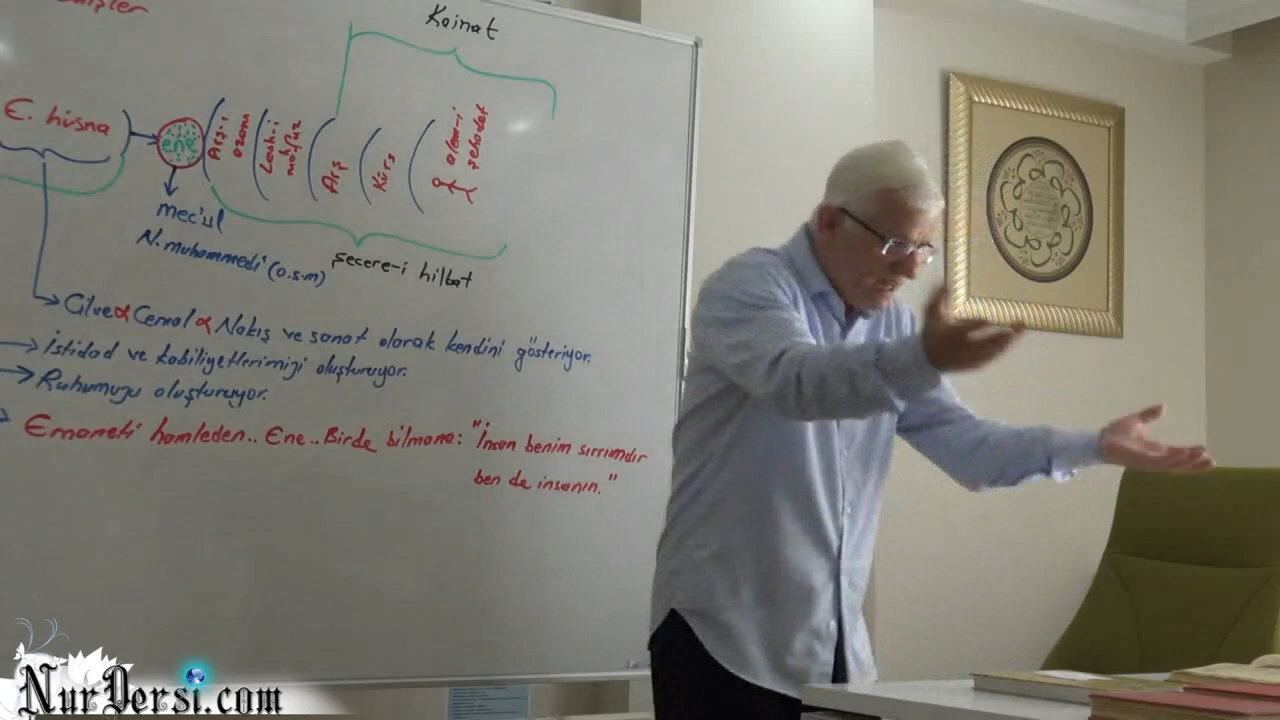 Kainat
E. hüsna
ene
Arş-ı
azam
Levh-i
mahfuz
Arş
Kürs
alem-i
şehadet
mec'ul
N. muhammedi (a.s.m)
şecere-i hilkat
Cilve α Cemal α Nakış ve sanat olarak kendini gösteriyor.
İstidad ve kabiliyetlerimizi oluşturuyor.
Ruhumuzu oluşturuyor.
Emaneti hamleden.. Ene.. Birde bilmana: "İnsan benim sırrımdır
ben de insanın."
NurDersi.com